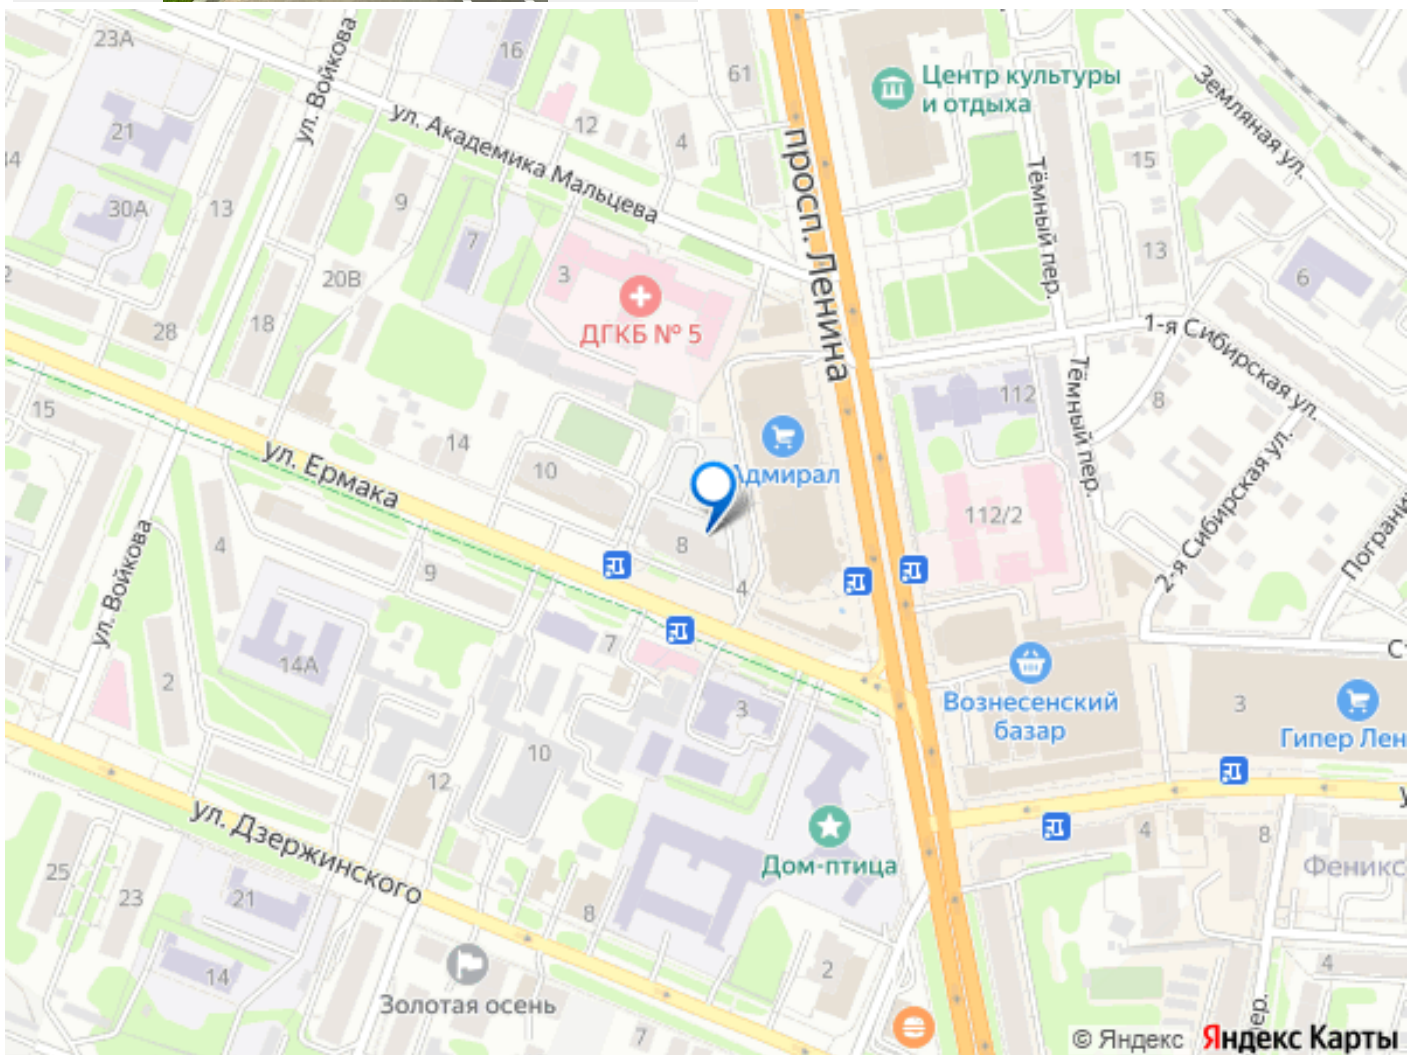 23А
ул. Войкова
16
61
Центр культуры
и отдыха
Земляная ул.
ул. Академика Мальцева
12
4
просп. Ленина
21
15
Тёмный пер.
30А
13
9
7
13
6
3
20В
ДГКБ № 5
28
18
1-я Сибирская ул.
Тёмный пер.
112
8
15
14
ул. Ермака
10
Адмирал
2-я Сибирская ул.
112/2
8
4
9
4
ул. Войкова
7
14А
2
3
Вознесенский
базар
3
Гипер Лен
10
12
ул. Дзержинского
4
8
Дом-птица
Феникс
25
23
21
8
14
2
4
Золотая осень
7
пер.
© Яндекс Яндекс Карты